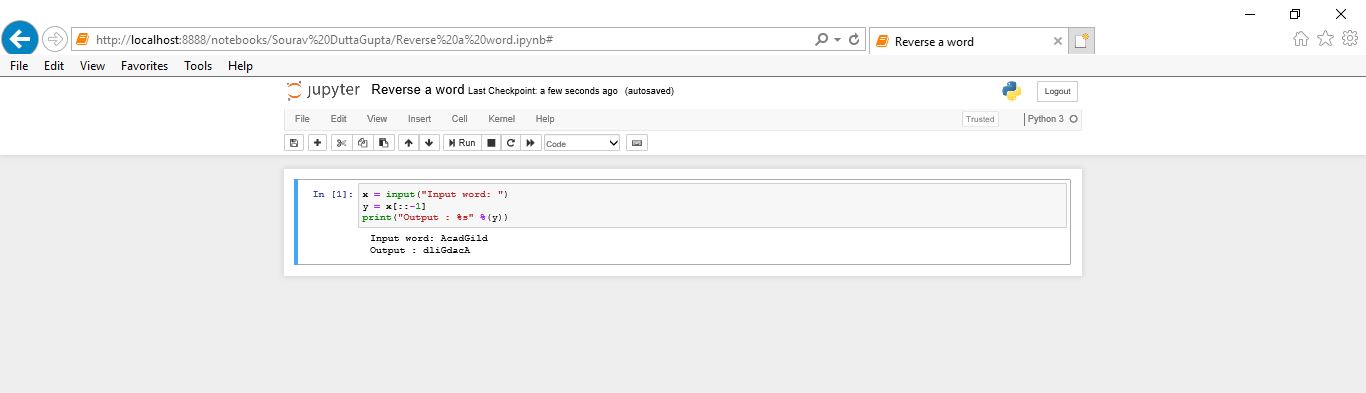 http://localhost:8888/notebooks/Sourav%20DuttaGupta/Reverse%20a%20word.ipynb#
Reverse a word
File Edit View Favorites Tools Help
jupyter Reverse a word Last Checkpoint: a few seconds ago (autosaved)
Logout
File Edit View Insert Cell Kernel Help
Trusted
Python 3
Run
Code
In [1]: x = input("Input word: ")
y = x[::-1]
print("Output : %s" %(y))
Input word: AcadGild
Output : dliGdacA